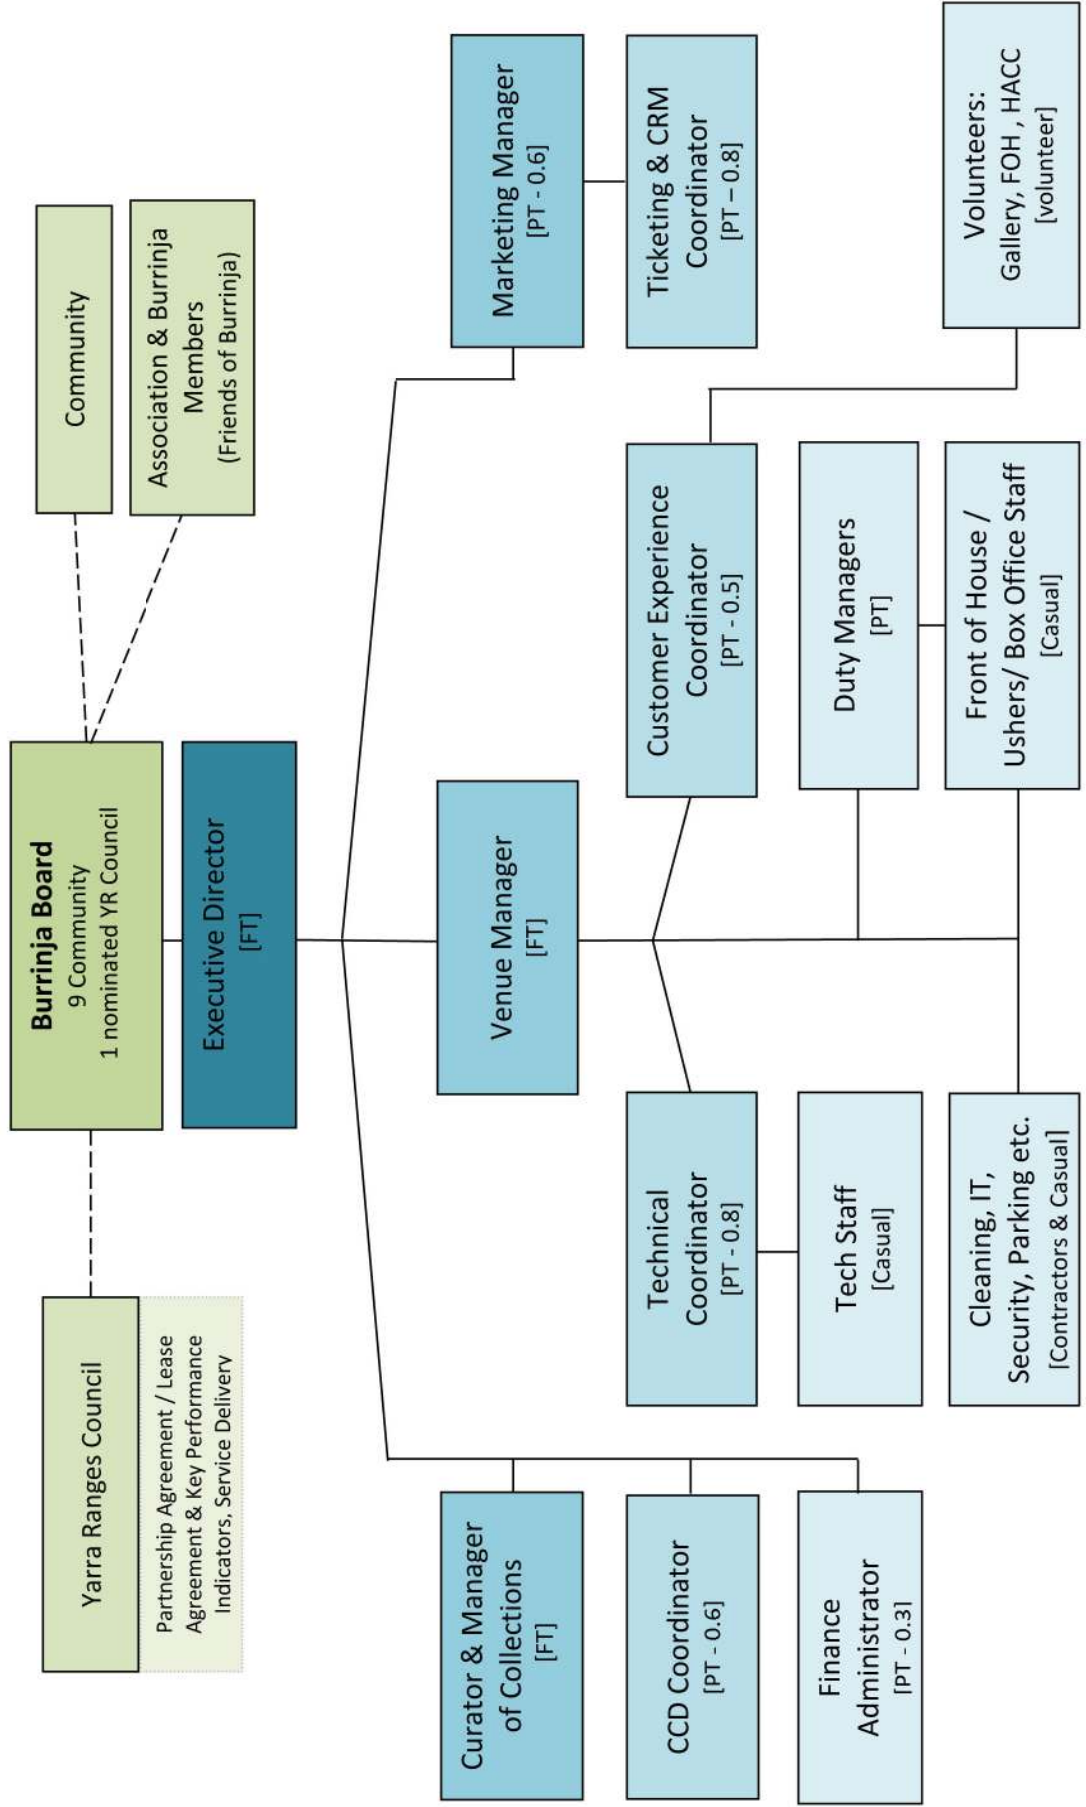 Burrinja Board
9 Community
1 nominated YR Council
Yarra Ranges Council
Partnership Agreement / Lease
Agreement & Key Performance
Indicators, Service Delivery
Community
Association & Burrinja
Members
(Friends of Burrinja)
Executive Director
[FT]
Curator & Manager
of Collections
[FT]
CCD Coordinator
[PT - 0.6]
Finance
Administrator
[PT - 0.3]
Venue Manager
[FT]
Technical
Coordinator
[PT - 0.8]
Tech Staff
[Casual]
Cleaning, IT,
Security, Parking etc.
[Contractors & Casual]
Customer Experience
Coordinator
[PT - 0.5]
Duty Managers
[PT]
Front of House /
Ushers/ Box Office Staff
[Casual]
Marketing Manager
[PT - 0.6]
Ticketing & CRM
Coordinator
[PT – 0.8]
Volunteers:
Gallery, FOH , HACC
[volunteer]